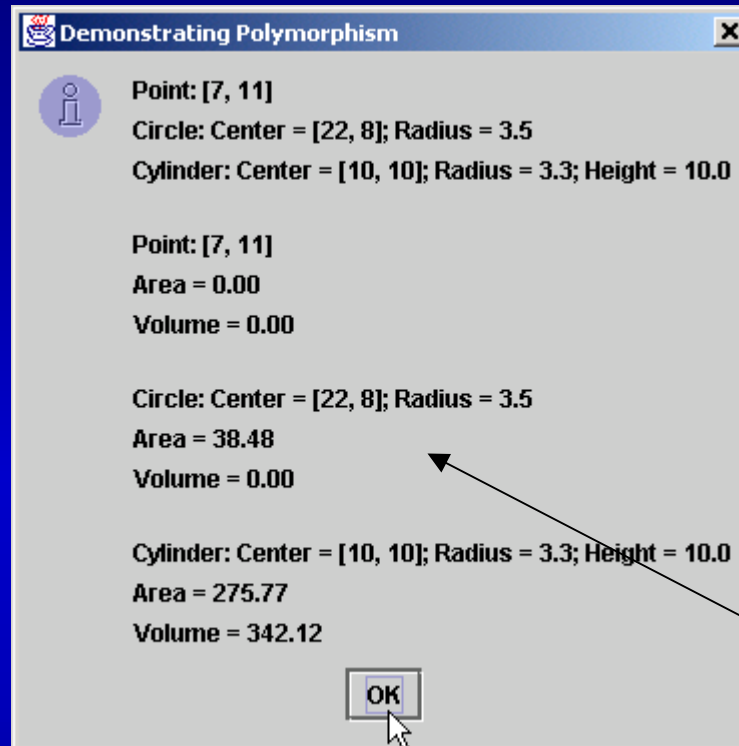 Demonstrating Polymorphism
Point: [7, 11]
Circle: Center = [22, 8]; Radius = 3.5
Cylinder: Center = [10, 10]; Radius = 3.3; Height = 10.0
Point: [7, 11]
Area = 0.00
Volume = 0.00
Circle: Center = [22, 8]; Radius = 3.5
Area = 38.48
Volume = 0.00
Cylinder: Center = [10, 10]; Radius = 3.3; Height = 10.0
Area = 275.77
Volume = 342.12
OK